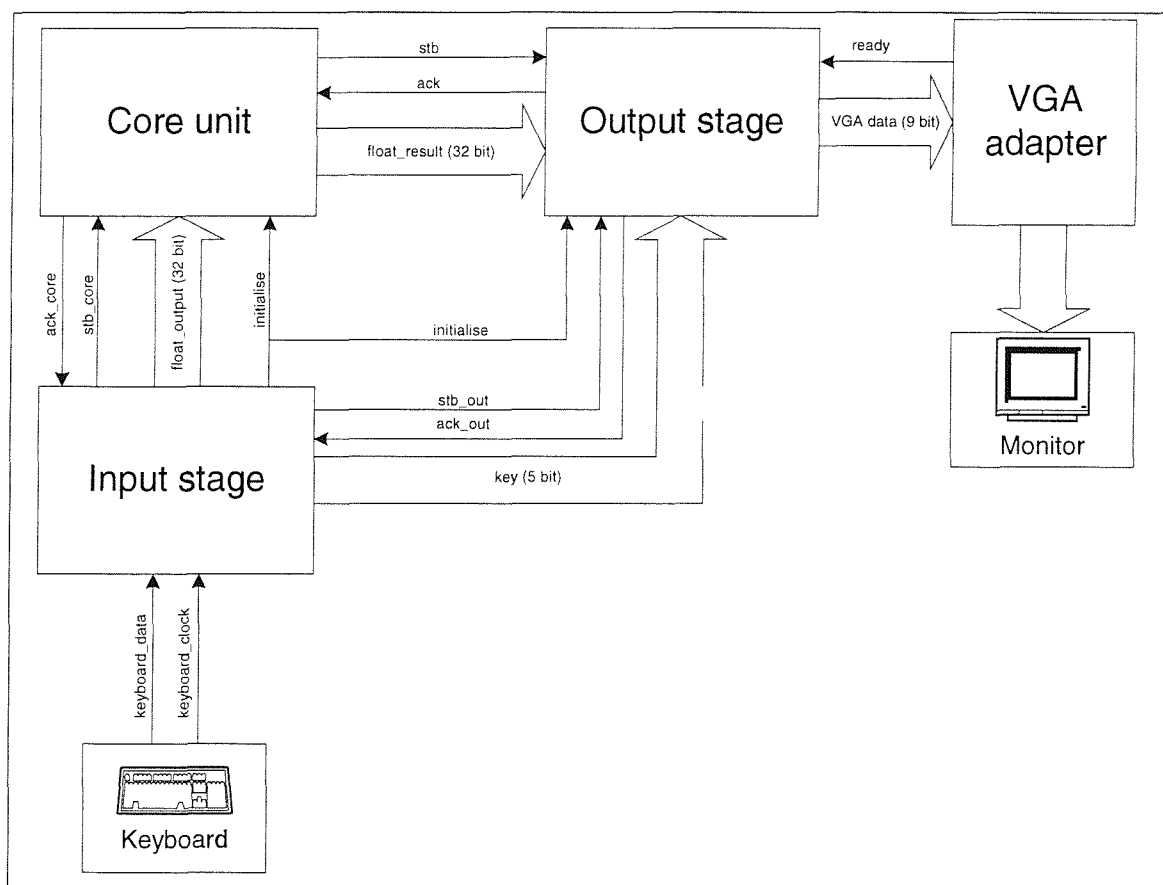 stb
ready
ack
Core unit
Output stage
VGA
adapter
VGA data (9 bit)
float_result (32 bit)
ack_core
stb_core
float_output (32 bit)
initialise
initialise
stb_out
ack_out
Monitor
Input stage
key (5 bit)
keyboard_data
keyboard_clock
Keyboard